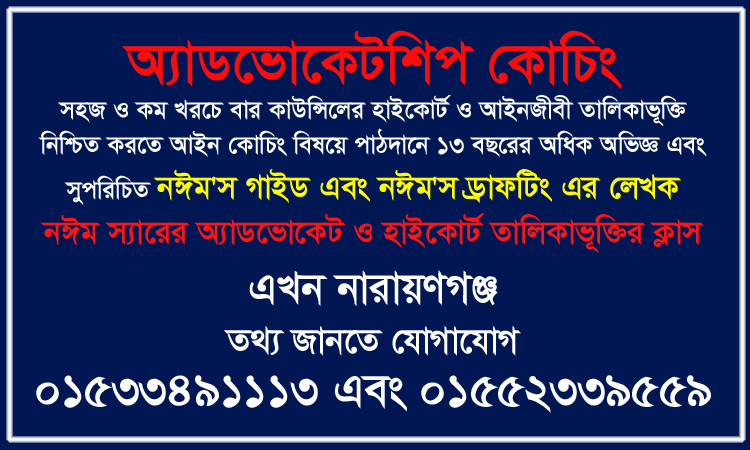 অ্যাডভোকেটশিপ কোচিং
সহজ ও কম খরচে বার কাউন্সিলের হাইকোর্ট ও আইনজীবী তালিকাভূক্তি
নিশ্চিত করতে আইন কোচিং বিষয়ে পাঠদানে ১৩ বছরের অধিক অভিজ্ঞ এবং
সুপরিচিত নঈম'স গাইড এবং নঈম'স ড্রাফটিং এর লেখক
নঈম স্যারের অ্যাডভোকেট ও হাইকোর্ট তালিকাভূক্তির ক্লাস
এখন নারায়ণগঞ্জ
তথ্য জানতে যোগাযোগ
০১৫৩৩৪৯১১১৩ এবং ০১৫৫২৩৩৯৫৫৯